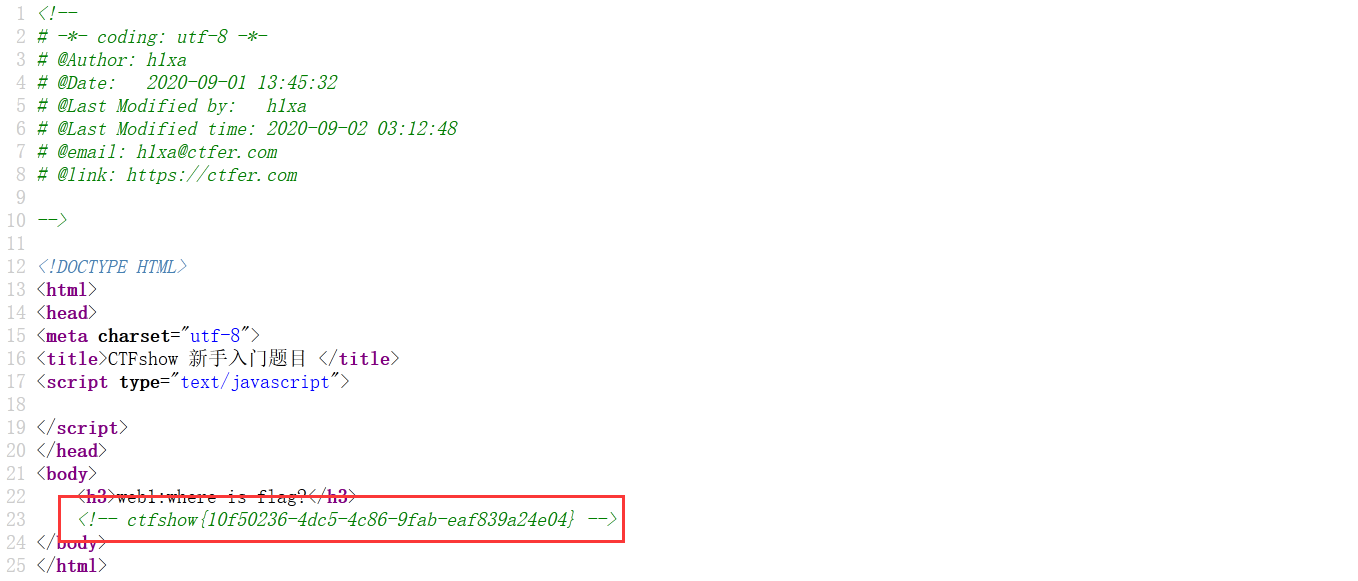 1 <!--
2 # -*- coding: utf-8 -*-
3 # @Author: h1xa
4 # @Date:   2020-09-01 13:45:32
5 # @Last Modified by:   h1xa
6 # @Last Modified time: 2020-09-02 03:12:48
7 # @email: h1xa@ctfer.com
8 # @link: https://ctfer.com
9
10 -->
11
12 <!DOCTYPE HTML>
13 <html>
14 <head>
15 <meta charset="utf-8">
16 <title>CTFshow 新手入门题目 </title>
17 <script type="text/javascript">
18
19 </script>
20 </head>
21 <body>
22     <h3>web1:where is flag?</h3>
23     <!-- ctfshow{10f50236-4dc5-4c86-9fab-eaf839a24e04} -->
24 </body>
25 </html>